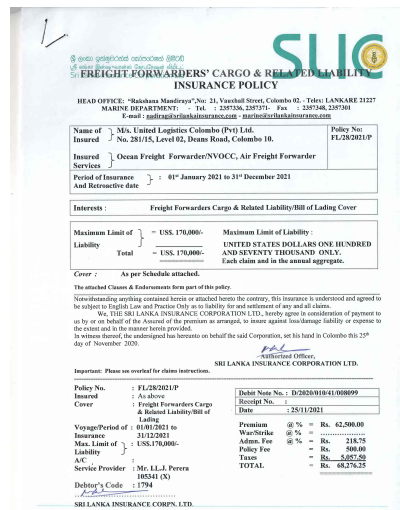 ශ්‍රී ලංකා ඉන්ෂුවරන්ස් කෝපරේෂන් ලිමිටඩ්
SLIC
FREIGHT FORWARDERS' CARGO & RELATED LIABILITY
INSURANCE POLICY
HEAD OFFICE: "Rakshana Mandiraya",No: 21, Vauxhall Street, Colombo 02. - Telex: LANKARE 21227
MARINE DEPARTMENT: - Tel. : 2357336, 2357371- Fax : 2357348, 2357301
E-mail : nadirag@srilankainsurance.com - marine@srilankainsurance.com
Name of Insured } M/s. United Logistics Colombo (Pvt) Ltd. No. 281/15, Level 02, Deans Road, Colombo 10.
Policy No: FL/28/2021/P
Insured Services } Ocean Freight Forwarder/NVOCC, Air Freight Forwarder
Period of Insurance And Retroactive date } : 01st January 2021 to 31st December 2021
Interests : Freight Forwarders Cargo & Related Liability/Bill of Lading Cover
Maximum Limit of Liability } = US$. 170,000/-
Total = US$. 170,000/-
Maximum Limit of Liability :
UNITED STATES DOLLARS ONE HUNDRED
AND SEVENTY THOUSAND ONLY.
Each claim and in the annual aggregate.
Cover : As per Schedule attached.
The attached Clauses & Endorsements form part of this policy.
Notwithstanding anything contained herein or attached hereto the contrary, this insurance is understood and agreed to
be subject to English Law and Practice Only as to liability for and settlement of any and all claims.
We, THE SRI LANKA INSURANCE CORPORATION LTD., hereby agree in consideration of payment to
us by or on behalf of the Assured of the premium as arranged, to insure against loss/damage liability or expense to
the extent and in the manner herein provided.
In witness thereof, the undersigned has hereunto on behalf the said Corporation, set his hand in Colombo this 25th
day of November 2020.
Authorized Officer,
SRI LANKA INSURANCE CORPORATION LTD.
Important: Please see overleaf for claims instructions.
Policy No. : FL/28/2021/P
Insured : As above
Cover : Freight Forwarders Cargo
& Related Liability/Bill of
Lading
Voyage/Period of Insurance : 01/01/2021 to 31/12/2021
Max. Limit of Liability } : US$.170,000/-
A/C :
Service Provider : Mr. LL.J. Perera
105341 (X)
Debtor's Code : 1794
SRI LANKA INSURANCE CORPN. LTD.
Debit Note No. : D/2020/010/41/008099
Receipt No. :
Date : 25/11/2021
Premium @ % = Rs. 62,500.00
War/Strike @ % = ................
Admn. Fee @ % = Rs. 218.75
Policy Fee = Rs. 500.00
Taxes = Rs. 5,057.50
TOTAL = Rs. 68,276.25